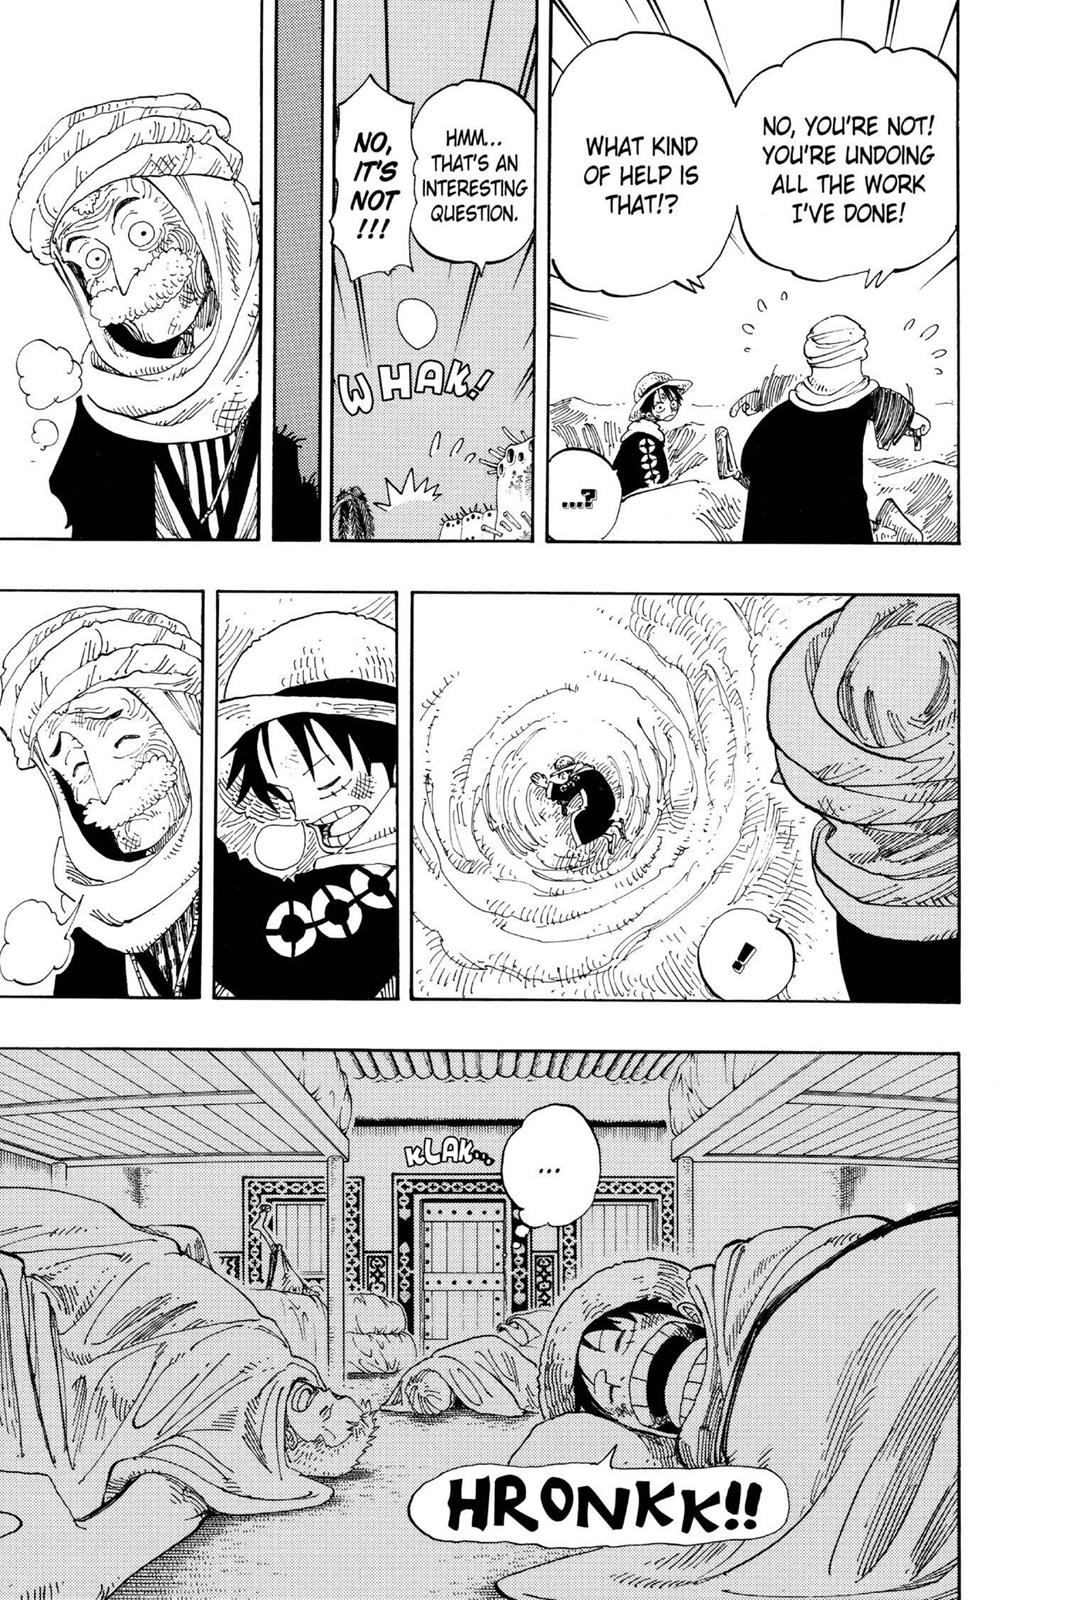 NO, YOU'RE NOT!
YOU'RE UNDOING
ALL THE WORK
I'VE DONE!
WHAT KIND
OF HELP IS
THAT!?
...?
HMM...
THAT'S AN
INTERESTING
QUESTION.
NO,
IT'S
NOT
!!!
WHAK!
!
KLAK...
...
HRONKK!!